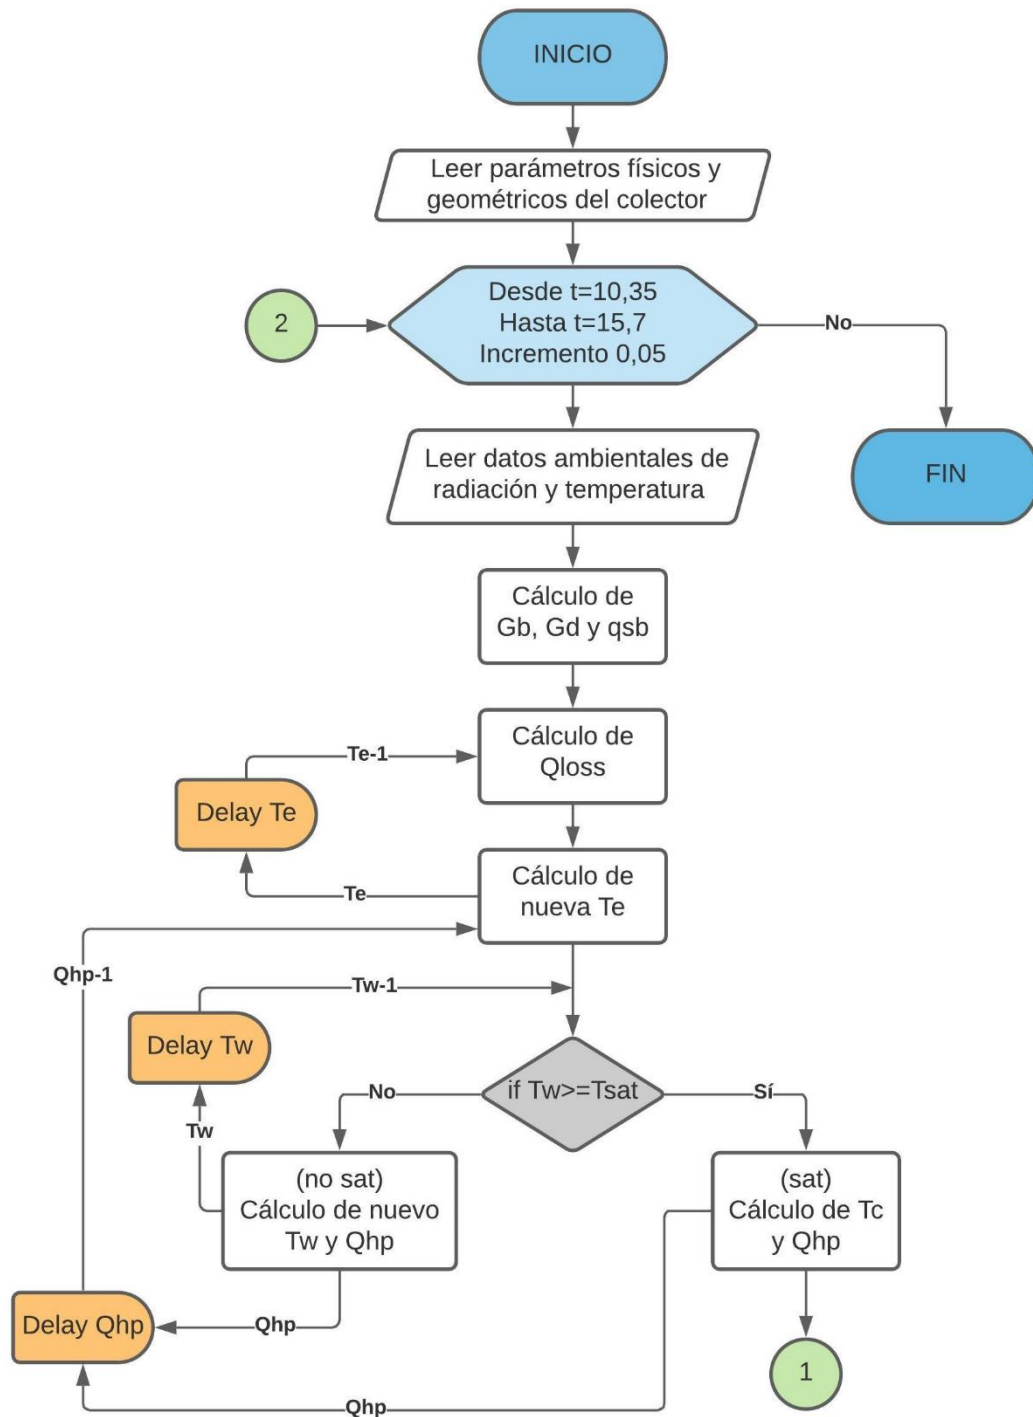 INICIO
Leer parámetros físicos y
geométricos del colector
2
Desde t=10,35
Hasta t=15,7
Incremento 0,05
No
Leer datos ambientales de
radiación y temperatura
FIN
Cálculo de
Gb, Gd y qsb
Te-1
Cálculo de
Qloss
Delay Te
Te
Cálculo de
nueva Te
Qhp-1
Tw-1
Delay Tw
if Tw>=Tsat
No
Sí
Tw
(no sat)
Cálculo de nuevo
Tw y Qhp
(sat)
Cálculo de Tc
y Qhp
Delay Qhp
Qhp
1
Qhp